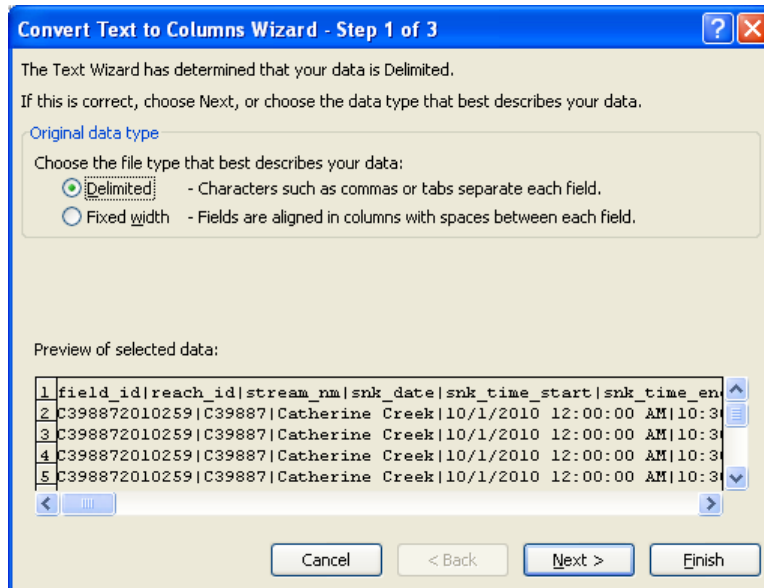 Convert Text to Columns Wizard - Step 1 of 3
The Text Wizard has determined that your data is Delimited.
If this is correct, choose Next, or choose the data type that best describes your data.
Original data type
Choose the file type that best describes your data:
Delimited - Characters such as commas or tabs separate each field.
Fixed width - Fields are aligned in columns with spaces between each field.
Preview of selected data:
1 field_id|reach_id|stream_nm|snk_date|snk_time_start|snk_time_en
2 C398872010259|C39887|Catherine Creek|10/1/2010 12:00:00 AM|10:3
3 C398872010259|C39887|Catherine Creek|10/1/2010 12:00:00 AM|10:3
4 C398872010259|C39887|Catherine Creek|10/1/2010 12:00:00 AM|10:3
5 C398872010259|C39887|Catherine Creek|10/1/2010 12:00:00 AM|10:3
Cancel < Back Next > Finish